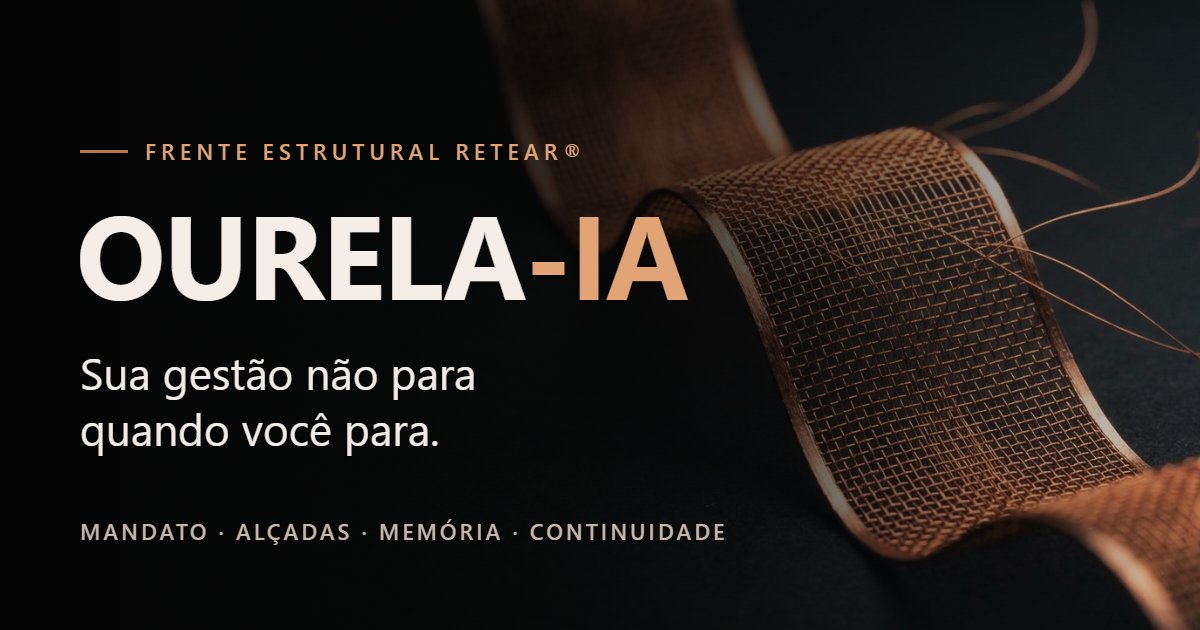 FRENTE ESTRUTURAL RETEAR®
OURELA-IA
Sua gestão não para
quando você para.
MANDATO · ALÇADAS · MEMÓRIA · CONTINUIDADE